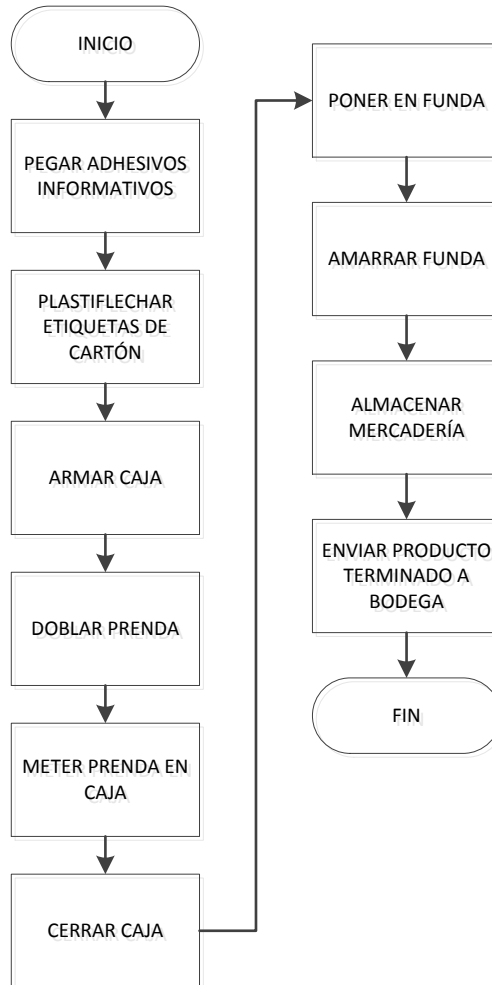 INICIO
PEGAR ADHESIVOS
INFORMATIVOS
PLASTIFLECHAR
ETIQUETAS DE
CARTÓN
ARMAR CAJA
DOBLAR PRENDA
METER PRENDA EN
CAJA
CERRAR CAJA
PONER EN FUNDA
AMARRAR FUNDA
ALMACENAR
MERCADERÍA
ENVIAR PRODUCTO
TERMINADO A
BODEGA
FIN